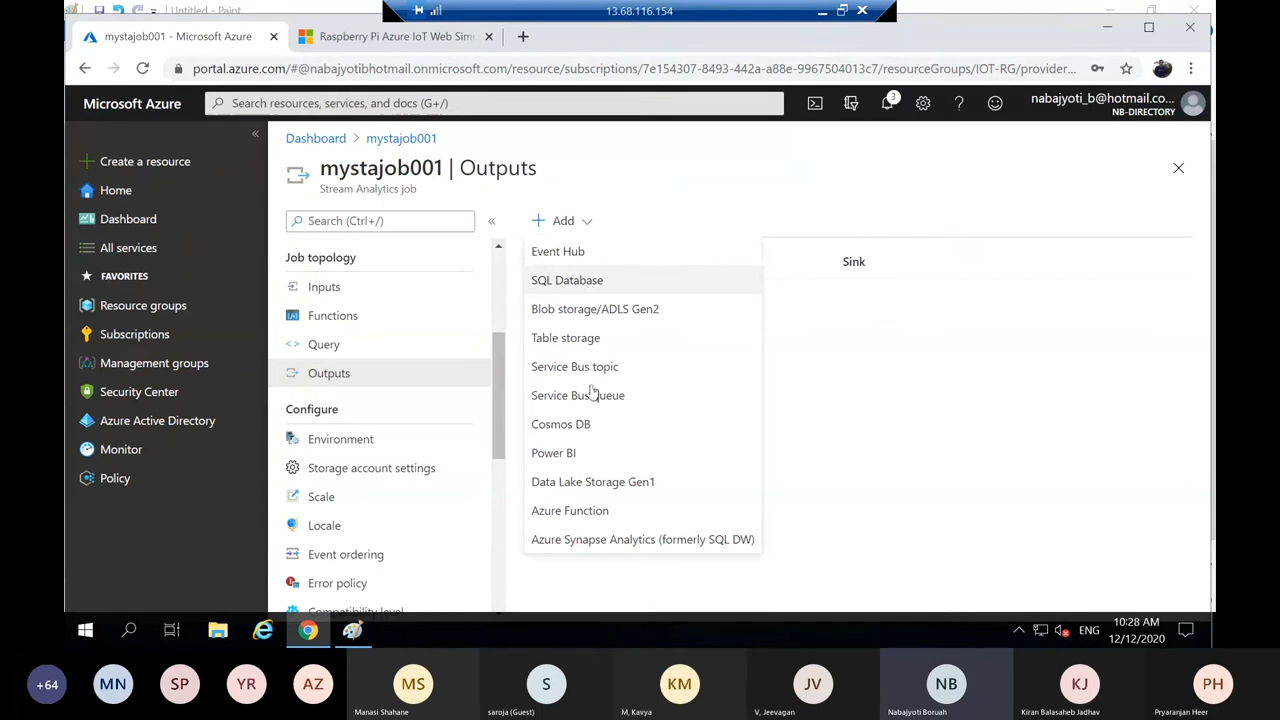 Untitled - Paint
13.68.116.154
mystajob001 - Microsoft Azure
Raspberry Pi Azure IoT Web Simu
portal.azure.com/#@nabajyotibhotmail.onmicrosoft.com/resource/subscriptions/7e154307-8493-442a-a88e-9967504013c7/resourceGroups/IOT-RG/provider...
Microsoft Azure
Search resources, services, and docs (G+/)
3
nabajyoti_b@hotmail.co...
NB-DIRECTORY
Create a resource
Home
Dashboard
All services
FAVORITES
Resource groups
Subscriptions
Management groups
Security Center
Azure Active Directory
Monitor
Policy
Dashboard > mystajob001
mystajob001 | Outputs
Stream Analytics job
Search (Ctrl+/)
Job topology
Inputs
Functions
Query
Outputs
Configure
Environment
Storage account settings
Scale
Locale
Event ordering
Error policy
Compatibility level
Add
Sink
Event Hub
SQL Database
Blob storage/ADLS Gen2
Table storage
Service Bus topic
Service Bus queue
Cosmos DB
Power BI
Data Lake Storage Gen1
Azure Function
Azure Synapse Analytics (formerly SQL DW)
ENG
10:28 AM
12/12/2020
+64
MN
SP
YR
AZ
MS
Manasi Shahane
S
saroja (Guest)
KM
M, Kavya
JV
V, Jeevagan
NB
Nabajyoti Boruah
KJ
Kiran Balasaheb Jadhav
PH
Pryaranjan Heer